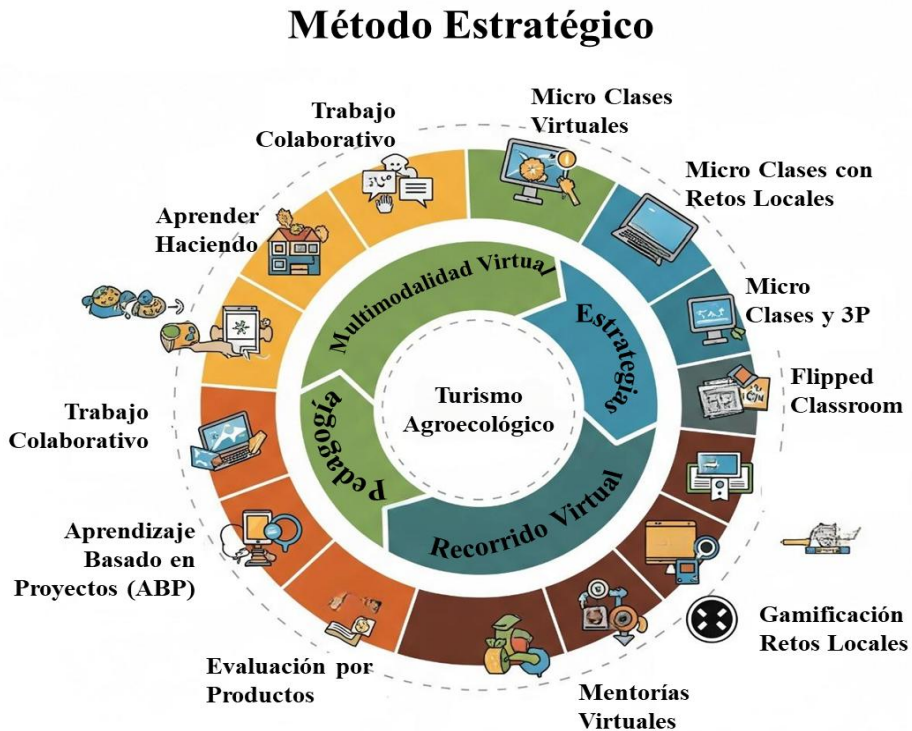 Método Estratégico
Trabajo
Colaborativo
Micro Clases
Virtuales
Micro Clases con
Retos Locales
Aprender
Haciendo
Micro
Clases y 3P
Flipped
Classroom
Multimodalidad Virtual
Estrategias
Turismo
Agroecológico
Pedagogía
Recorrido Virtual
Trabajo
Colaborativo
Aprendizaje
Basado en
Proyectos (ABP)
Gamificación
Retos Locales
Evaluación por
Productos
Mentorías
Virtuales